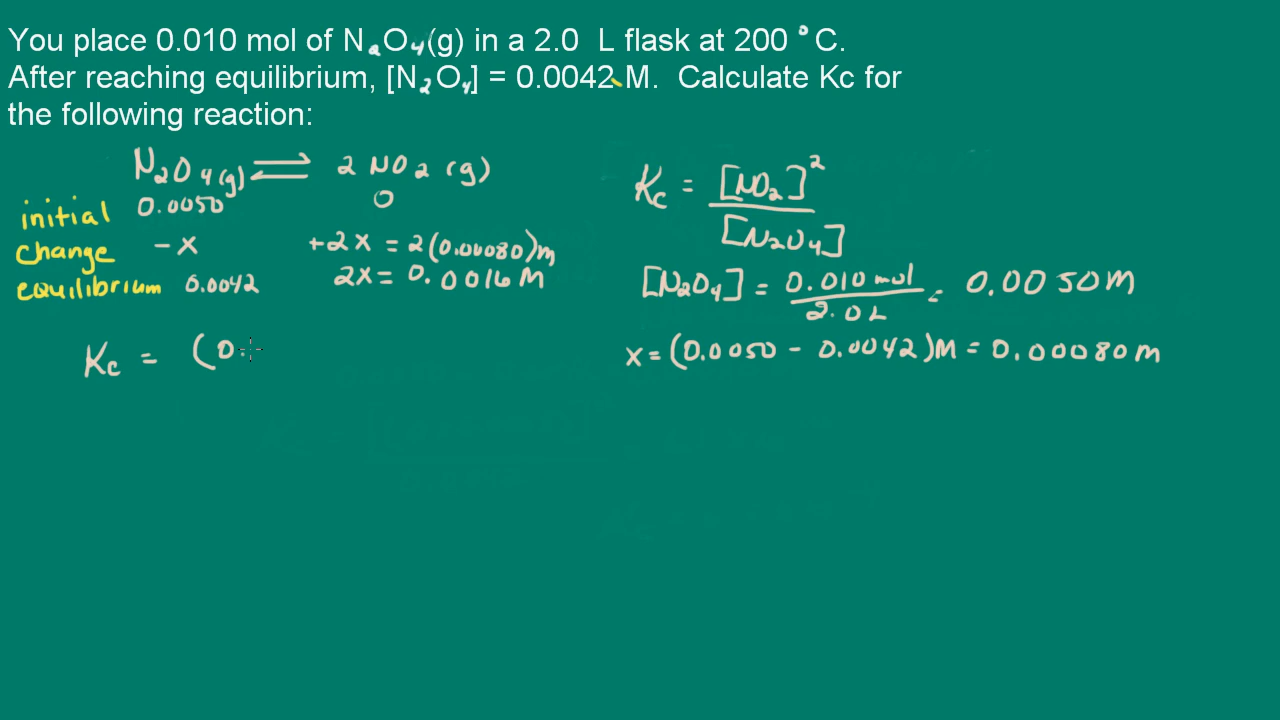 You place 0.010 mol of N₂O₄(g) in a 2.0 L flask at 200 °C.
After reaching equilibrium, [N₂O₄] = 0.0042 M. Calculate Kc for
the following reaction:
N₂O₄(g) ⇌ 2 NO₂ (g)
initial 0.0050 0
change -x +2x = 2(0.00080)M
equilibrium 0.0042 2x = 0.0016 M
Kc = (0.
Kc = [NO₂]²
[N₂O₄]
[N₂O₄] = 0.010 mol = 0.0050 M
2.0 L
x = (0.0050 - 0.0042)M = 0.00080 M